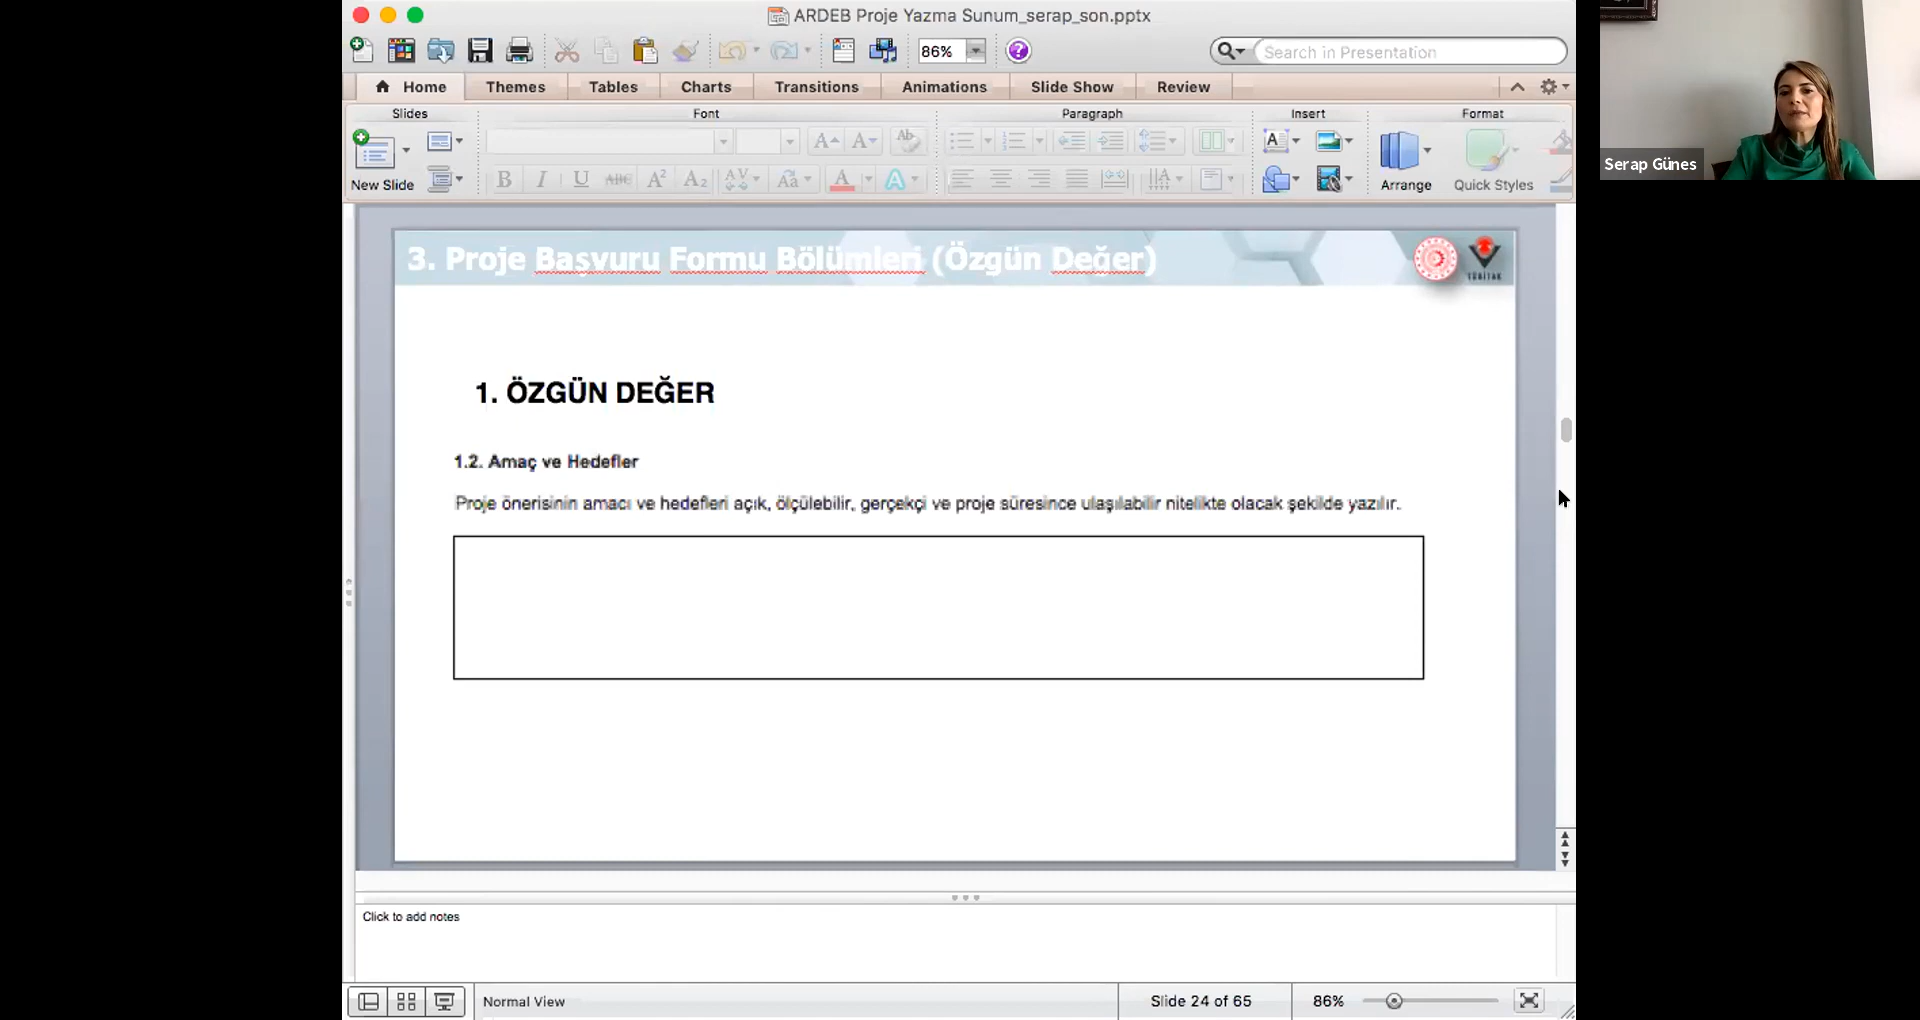 ARDEB Proje Yazma Sunum_serap_son.pptx
86%
Search in Presentation
Home
Themes
Tables
Charts
Transitions
Animations
Slide Show
Review
Slides
Font
Paragraph
Insert
Format
New Slide
Arrange
Quick Styles
Serap Günes
3. Proje Başvuru Formu Bölümleri (Özgün Değer)
TÜBİTAK
1. ÖZGÜN DEĞER
1.2. Amaç ve Hedefler
Proje önerisinin amacı ve hedefleri açık, ölçülebilir, gerçekçi ve proje süresince ulaşılabilir nitelikte olacak şekilde yazılır.
Click to add notes
Normal View
Slide 24 of 65
86%